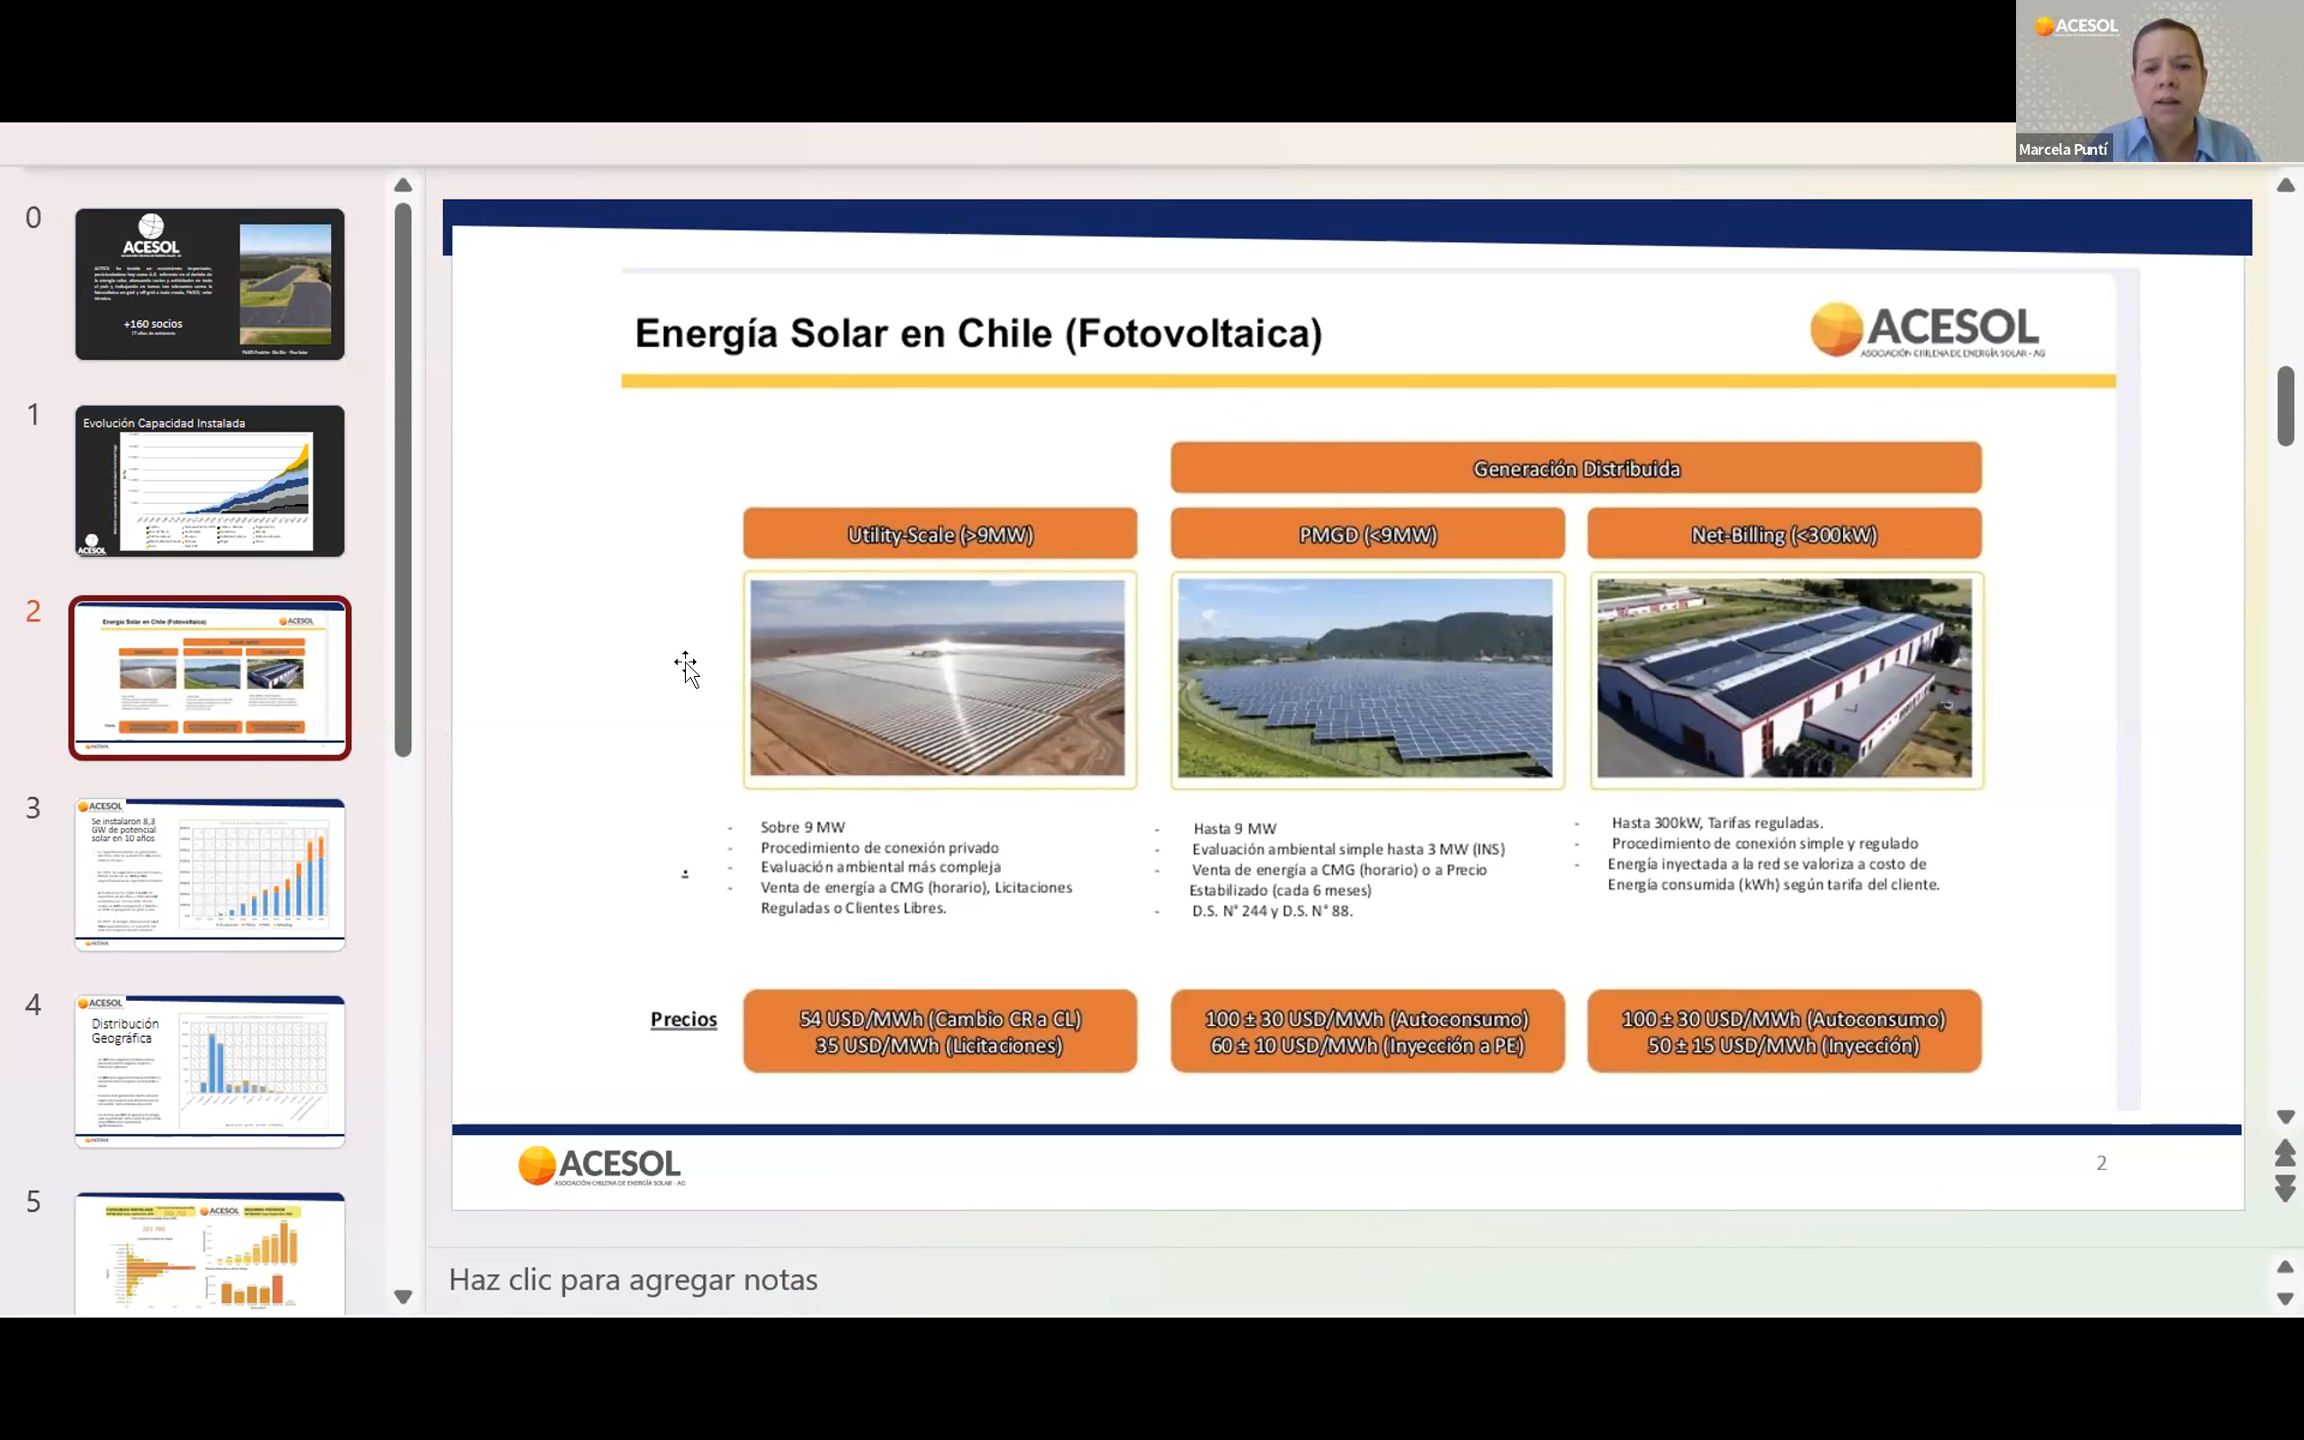 ACESOL
Marcela Puntí
0
ACESOL
+160 socios
17 años de existencia
1
Evolución Capacidad Instalada
ACESOL
2
Energía Solar en Chile (Fotovoltaica)
ACESOL
Precios
ACESOL
3
ACESOL
Se instalaron 8,3
GW de potencial
solar en 10 años
ACESOL
4
ACESOL
Distribución
Geográfica
ACESOL
5
ACESOL
Energía Solar en Chile (Fotovoltaica)
ACESOL
ASOCIACIÓN CHILENA DE ENERGÍA SOLAR - AG
Generación Distribuida
Utility-Scale (>9MW)
PMGD (<9MW)
Net-Billing (<300kW)
- Sobre 9 MW
- Procedimiento de conexión privado
- Evaluación ambiental más compleja
- Venta de energía a CMG (horario), Licitaciones
Reguladas o Clientes Libres.
- Hasta 9 MW
- Evaluación ambiental simple hasta 3 MW (INS)
- Venta de energía a CMG (horario) o a Precio
Estabilizado (cada 6 meses)
- D.S. N° 244 y D.S. N° 88.
- Hasta 300kW, Tarifas reguladas.
- Procedimiento de conexión simple y regulado
- Energía inyectada a la red se valoriza a costo de
Energía consumida (kWh) según tarifa del cliente.
Precios
54 USD/MWh (Cambio CR a CL)
35 USD/MWh (Licitaciones)
100 ± 30 USD/MWh (Autoconsumo)
60 ± 10 USD/MWh (Inyección a PE)
100 ± 30 USD/MWh (Autoconsumo)
50 ± 15 USD/MWh (Inyección)
ACESOL
ASOCIACIÓN CHILENA DE ENERGÍA SOLAR - AG
2
Haz clic para agregar notas